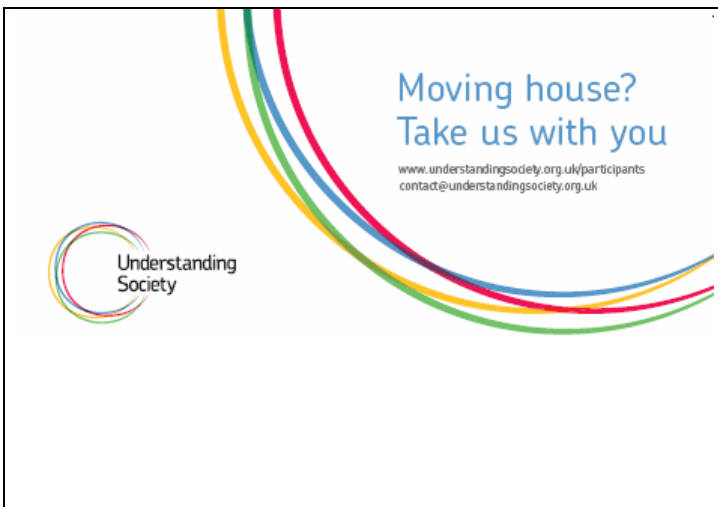 Moving house?
Take us with you
www.understandingsociety.org.uk/participants
contact@understandingsociety.org.uk
Understanding
Society